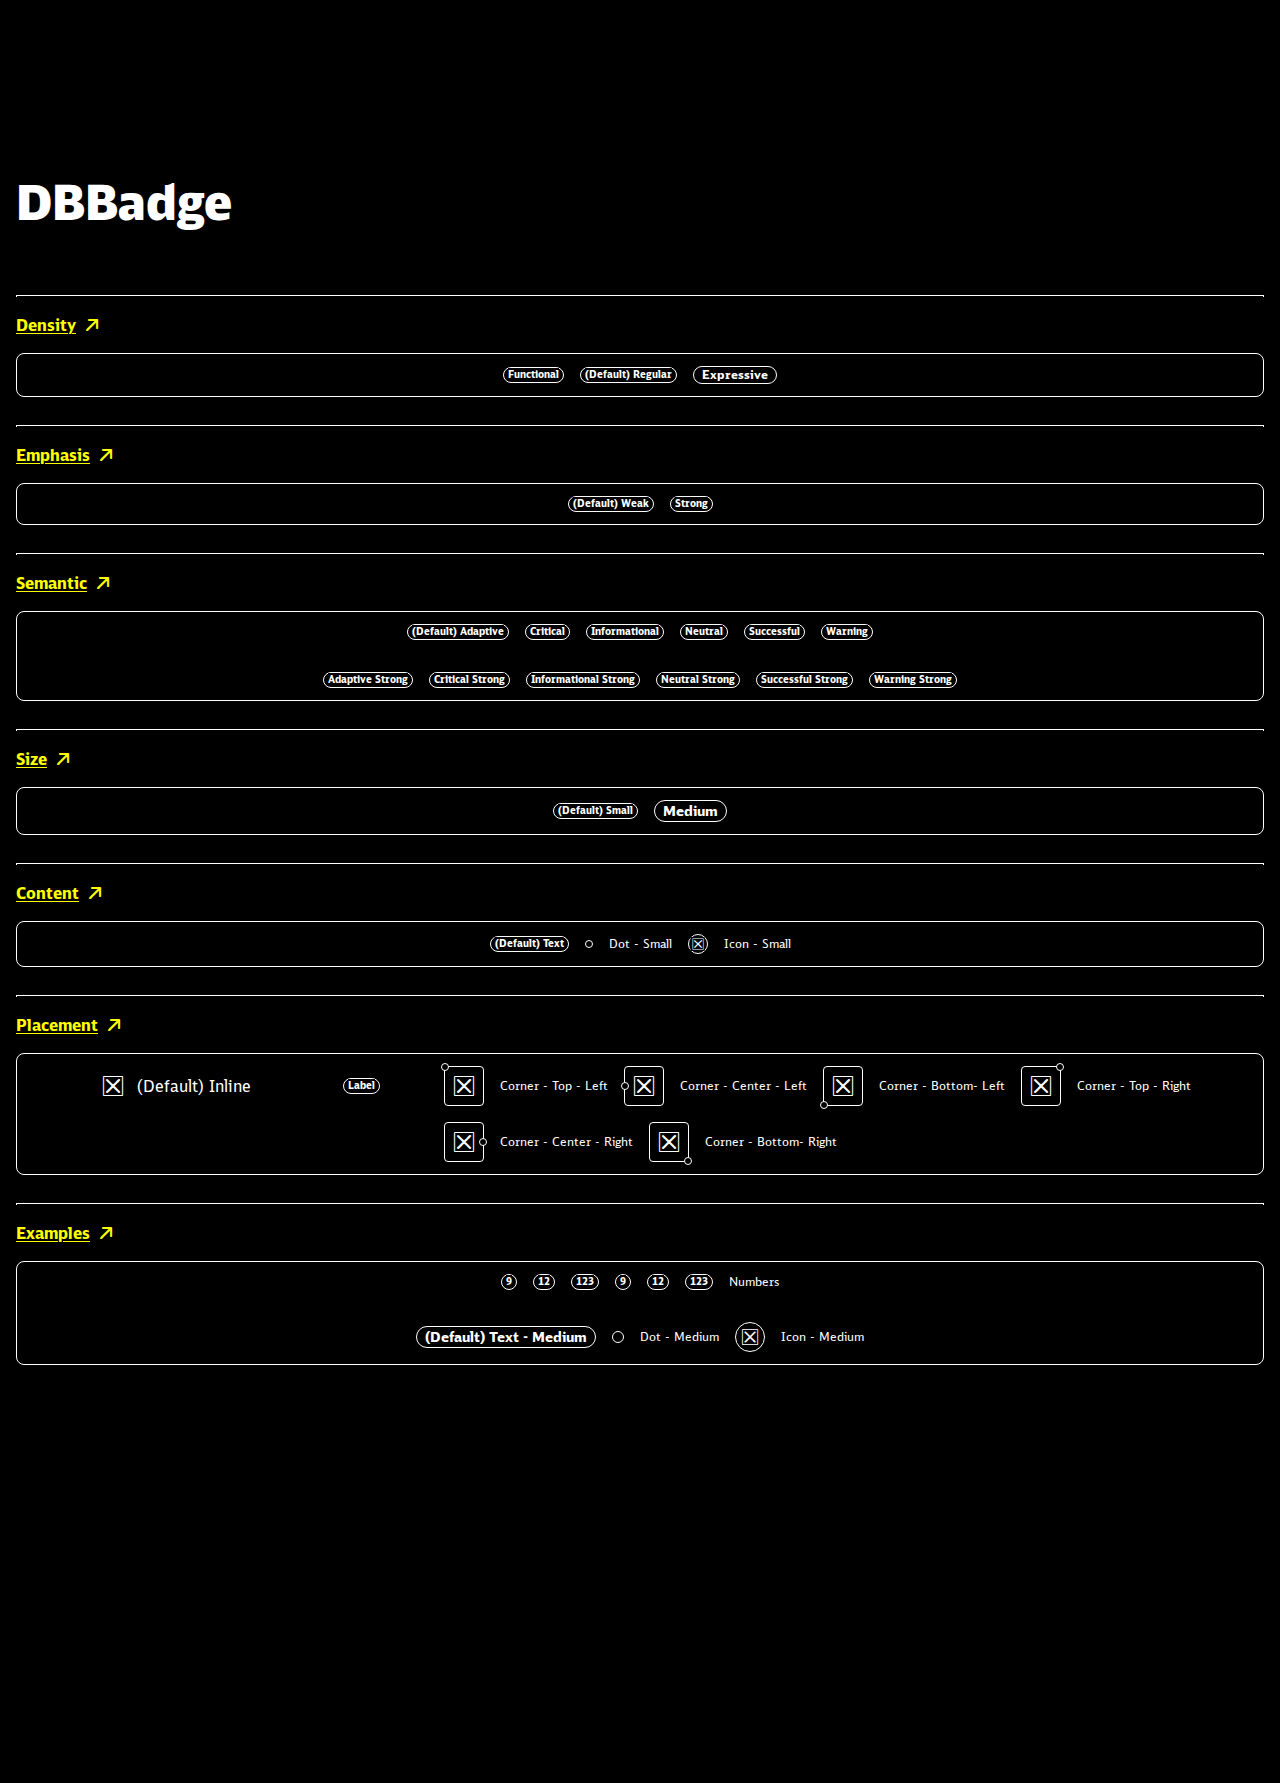 DBBadge
Density
Functional (Default) Regular Expressive
Emphasis
(Default) Weak Strong
Semantic
(Default) Adaptive Critical Informational Neutral Successful Warning
Adaptive Strong Critical Strong Informational Strong Neutral Strong Successful Strong Warning Strong
Size
(Default) Small Medium
Content
(Default) Text Dot - Small Icon - Small
Placement
(Default) Inline Label Corner - Top - Left Corner - Center - Left Corner - Bottom- Left Corner - Top - Right
Corner - Center - Right Corner - Bottom- Right
Examples
9 12 123 9 12 123 Numbers
(Default) Text - Medium Dot - Medium Icon - Medium